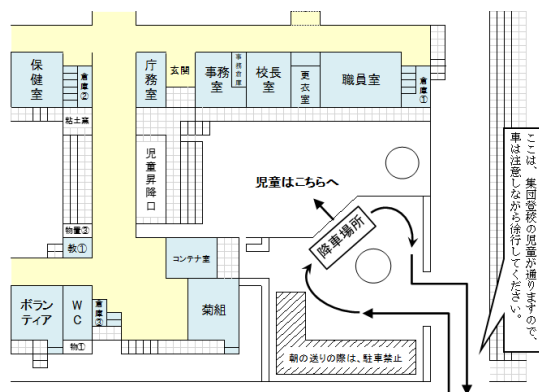 保健室
倉庫②
庁務室
玄関
事務室
事務倉庫
校長室
更衣室
職員室
倉庫①
粘土室
児童昇降口
児童はこちらへ
降車場所
物置②
教①
コンテナ室
ボランティア
WC
倉庫③
菊組
物①
朝の送りの際は、駐車禁止
ここは、集団登校の児童が通りますので、
車は注意しながら徐行してください。